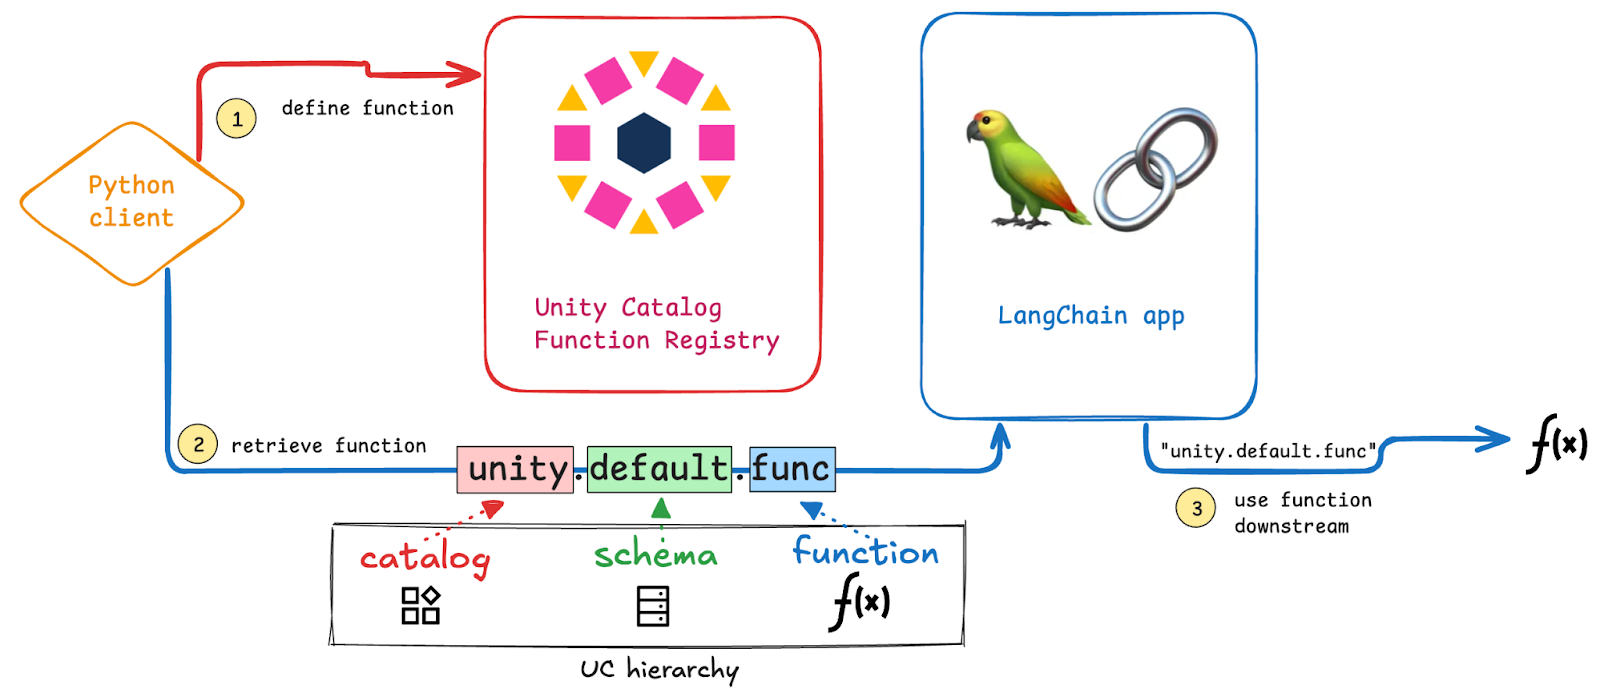 1
define function
Python
client
Unity Catalog
Function Registry
LangChain app
2
retrieve function
unity.default.func
"unity.default.func"
f(x)
3
use function
downstream
catalog
schema
function
f(x)
UC hierarchy